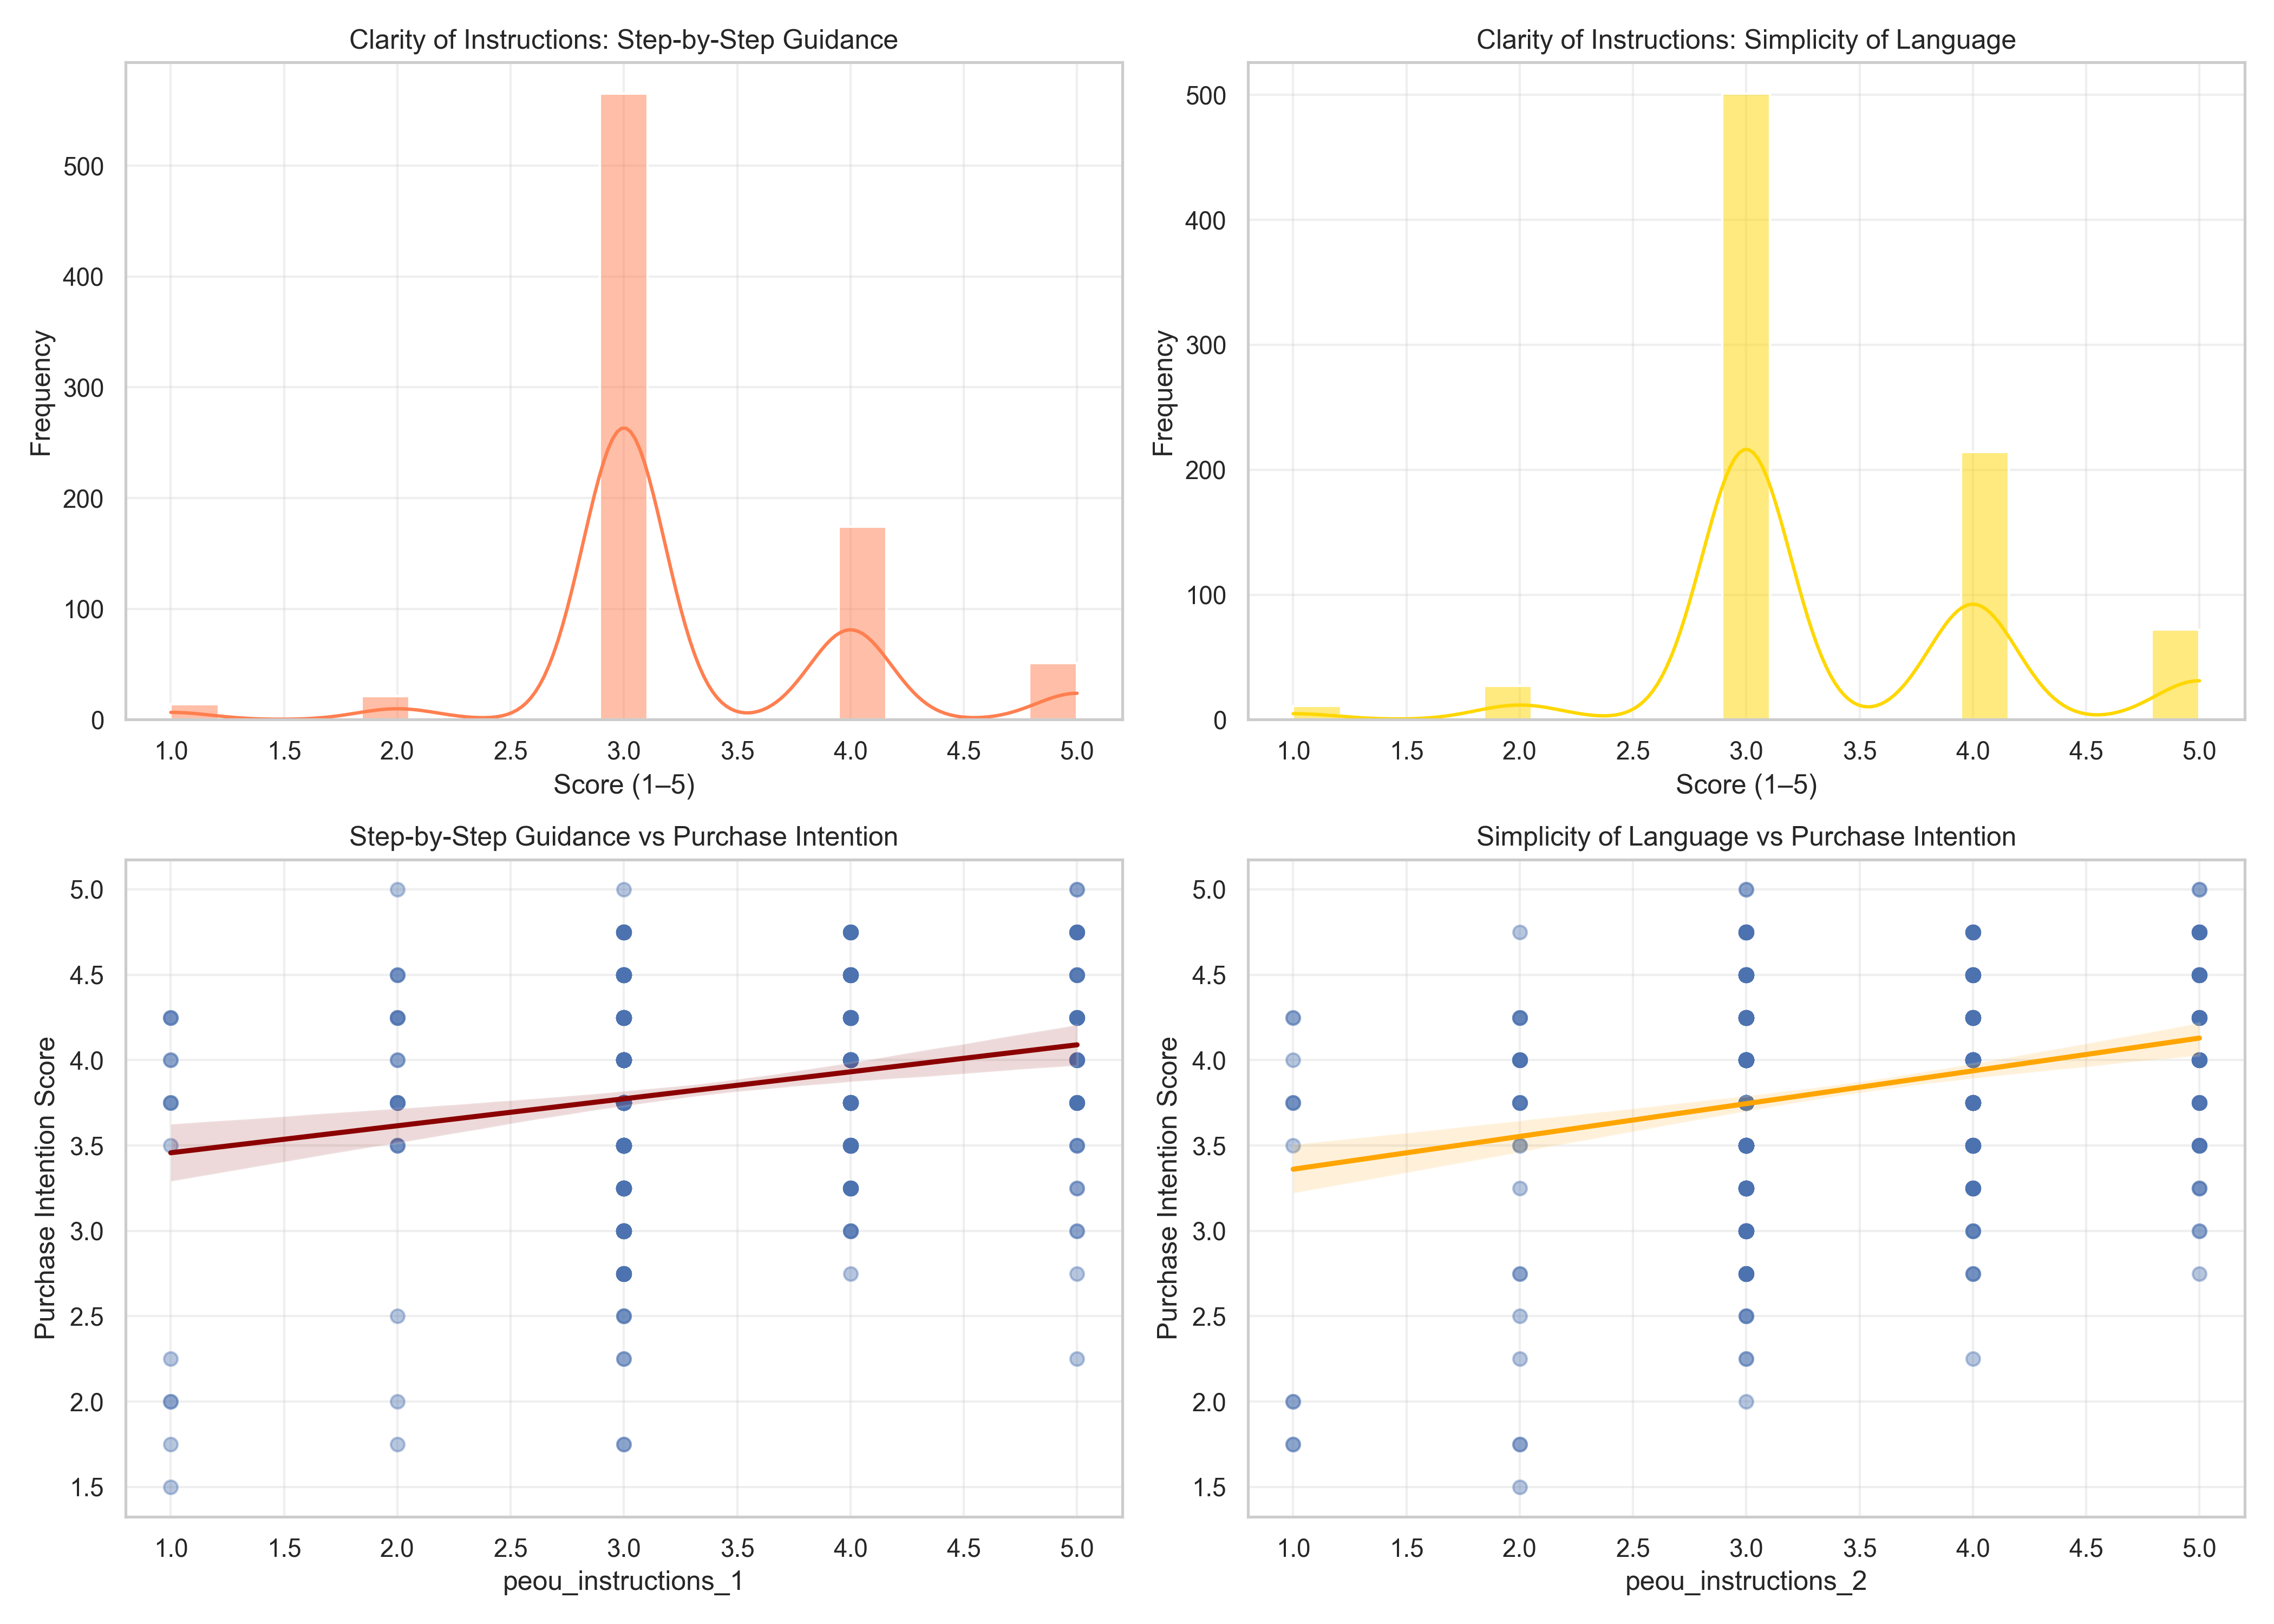 Clarity of Instructions: Step-by-Step Guidance
Frequency
500
400
300
200
100
0
1.0 1.5 2.0 2.5 3.0 3.5 4.0 4.5 5.0
Score (1–5)
Clarity of Instructions: Simplicity of Language
Frequency
500
400
300
200
100
0
1.0 1.5 2.0 2.5 3.0 3.5 4.0 4.5 5.0
Score (1–5)
Step-by-Step Guidance vs Purchase Intention
Purchase Intention Score
5.0
4.5
4.0
3.5
3.0
2.5
2.0
1.5
1.0 1.5 2.0 2.5 3.0 3.5 4.0 4.5 5.0
peou_instructions_1
Simplicity of Language vs Purchase Intention
Purchase Intention Score
5.0
4.5
4.0
3.5
3.0
2.5
2.0
1.5
1.0 1.5 2.0 2.5 3.0 3.5 4.0 4.5 5.0
peou_instructions_2